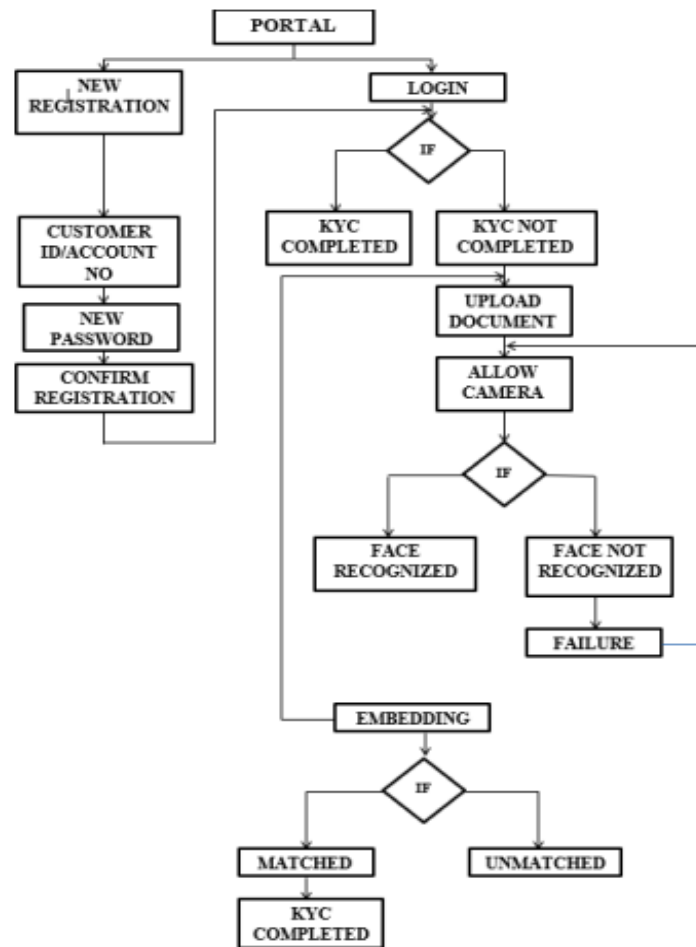 PORTAL
NEW
REGISTRATION
LOGIN
IF
KYC
COMPLETED
KYC NOT
COMPLETED
CUSTOMER
ID/ACCOUNT
NO
NEW
PASSWORD
CONFIRM
REGISTRATION
UPLOAD
DOCUMENT
ALLOW
CAMERA
IF
FACE
RECOGNIZED
FACE NOT
RECOGNIZED
FAILURE
EMBEDDING
IF
MATCHED
UNMATCHED
KYC
COMPLETED